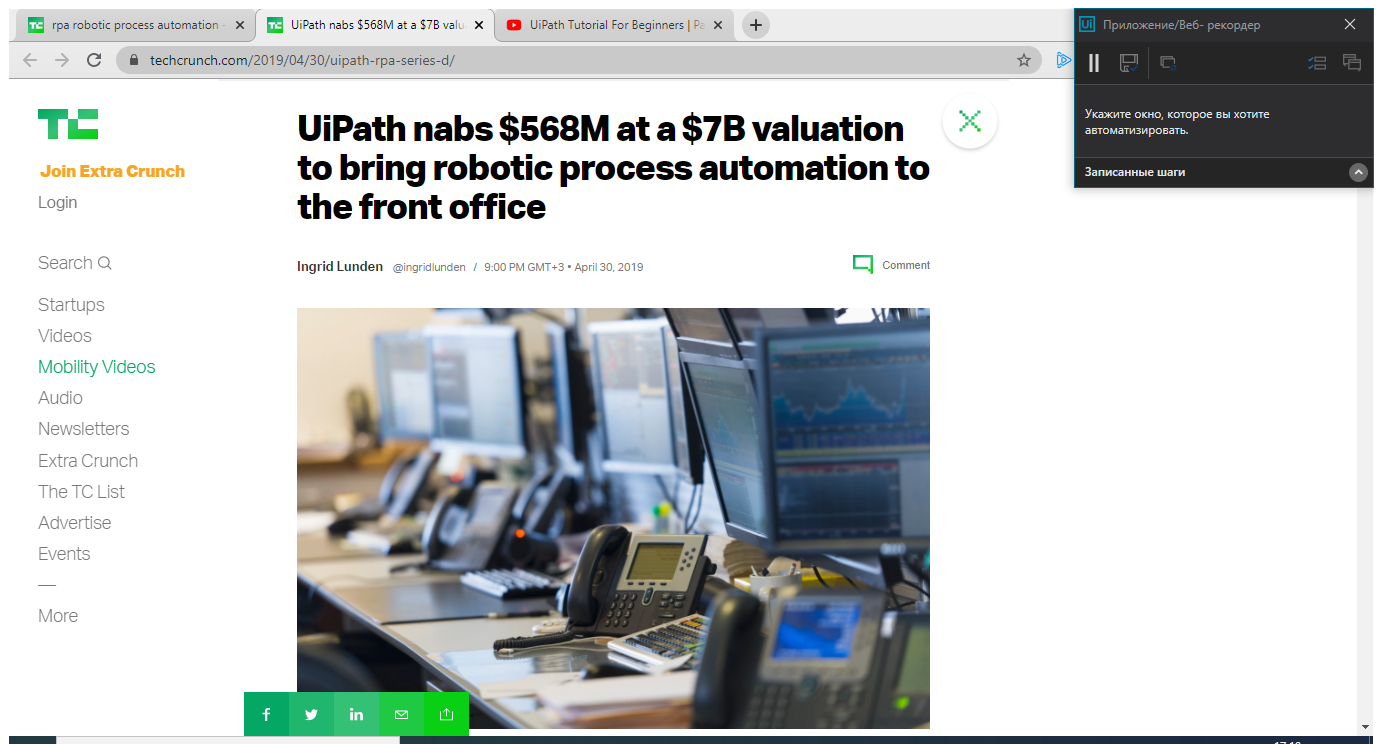 rpa robotic process automation -
UiPath nabs $568M at a $7B valu
UiPath Tutorial For Beginners | Pa
techcrunch.com/2019/04/30/uipath-rpa-series-d/
Ui Приложение/Веб- рекордер
Укажите окно, которое вы хотите
автоматизировать.
Записанные шаги
TC
Join Extra Crunch
Login
Search
Startups
Videos
Mobility Videos
Audio
Newsletters
Extra Crunch
The TC List
Advertise
Events
—
More
UiPath nabs $568M at a $7B valuation
to bring robotic process automation to
the front office
Ingrid Lunden @ingridlunden / 9:00 PM GMT+3 • April 30, 2019
Comment